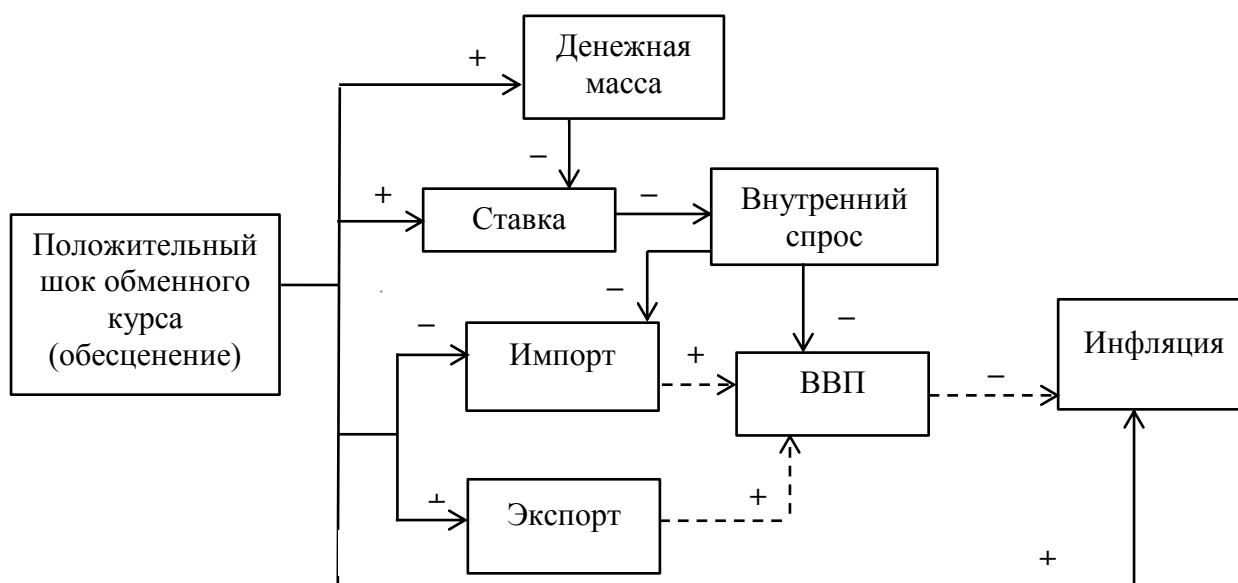 +
Денежная
масса
–
+
Ставка
–
Внутренний
спрос
Положительный
шок обменного
курса
(обесценение)
–
–
–
Импорт
+
ВВП
–
Инфляция
+
Экспорт
+
+